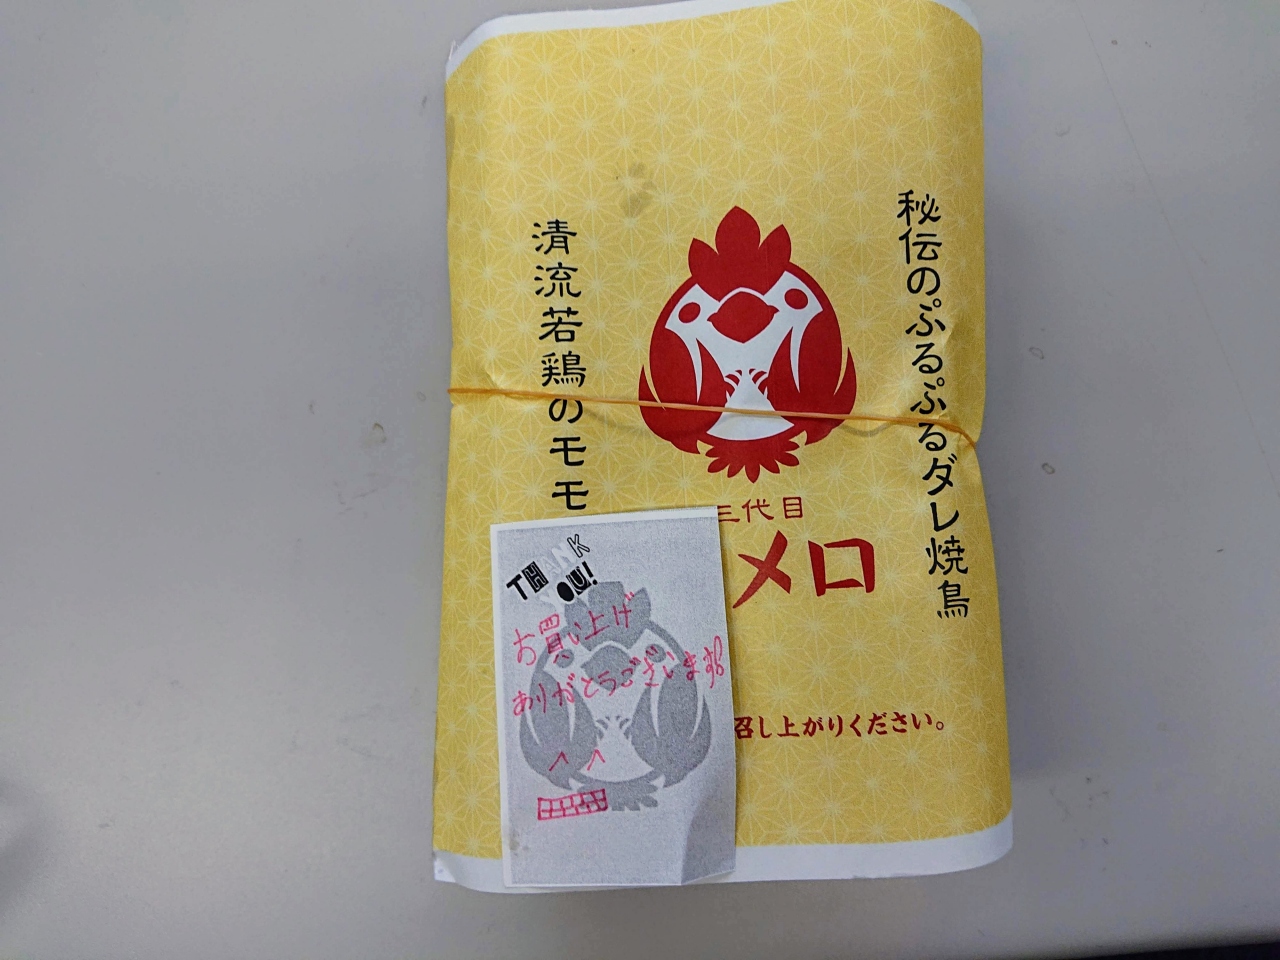 秘伝のぷるぷるダレ焼鳥
清流若鶏のモモ
三代目
メロ
召し上がりください。
THANK
OU!
お買い上げ
ありがとうございます!!